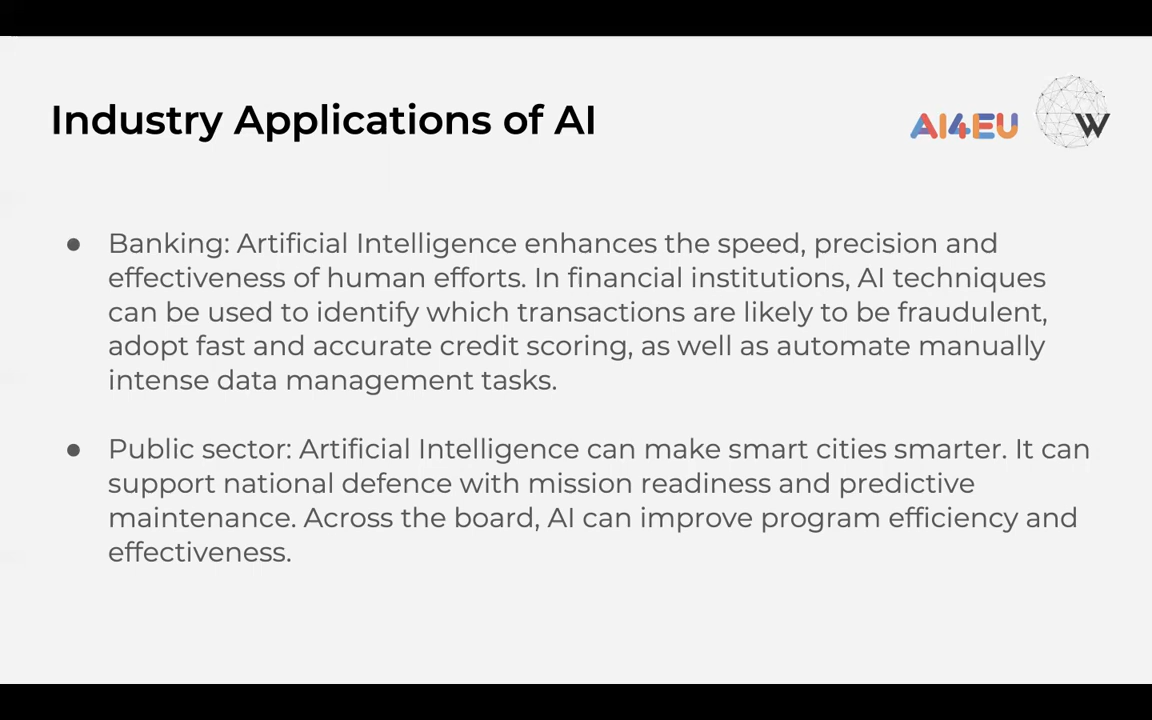 Industry Applications of AI
AI4EU
W
● Banking: Artificial Intelligence enhances the speed, precision and
effectiveness of human efforts. In financial institutions, AI techniques
can be used to identify which transactions are likely to be fraudulent,
adopt fast and accurate credit scoring, as well as automate manually
intense data management tasks.
● Public sector: Artificial Intelligence can make smart cities smarter. It can
support national defence with mission readiness and predictive
maintenance. Across the board, AI can improve program efficiency and
effectiveness.